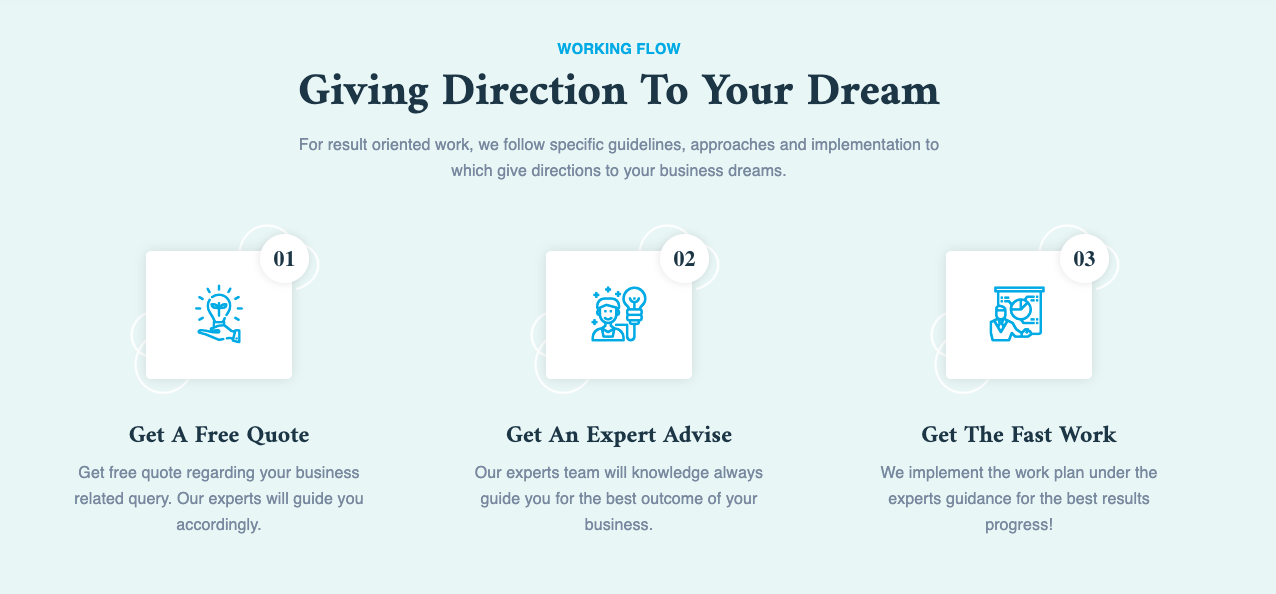 WORKING FLOW
Giving Direction To Your Dream
For result oriented work, we follow specific guidelines, approaches and implementation to
which give directions to your business dreams.
01
02
03
Get A Free Quote
Get free quote regarding your business
related query. Our experts will guide you
accordingly.
Get An Expert Advise
Our experts team will knowledge always
guide you for the best outcome of your
business.
Get The Fast Work
We implement the work plan under the
experts guidance for the best results
progress!